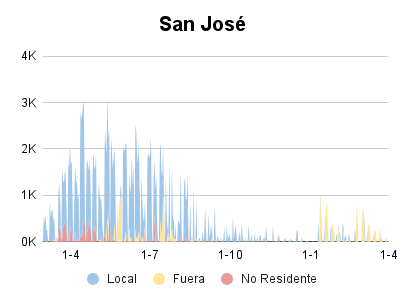 San José
4K
3K
2K
1K
0K
1-4 1-7 1-10 1-1 1-4
Local Fuera No Residente